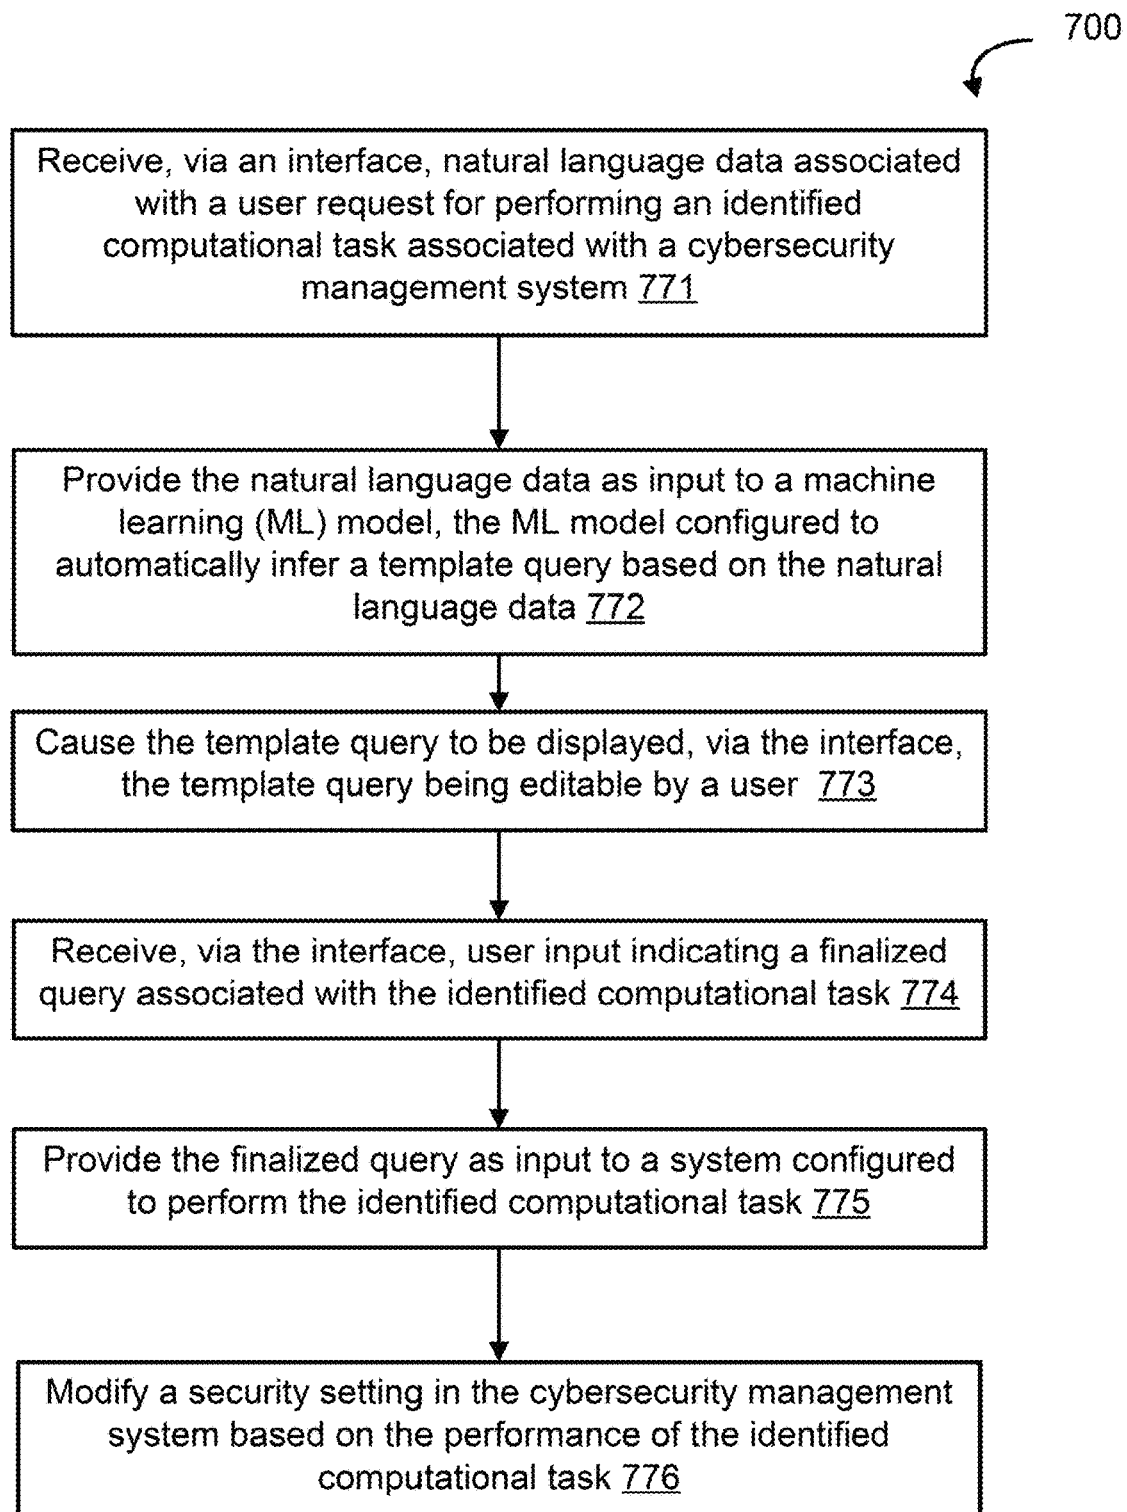 700
Receive, via an interface, natural language data associated
with a user request for performing an identified
computational task associated with a cybersecurity
management system 771
Provide the natural language data as input to a machine
learning (ML) model, the ML model configured to
automatically infer a template query based on the natural
language data 772
Cause the template query to be displayed, via the interface,
the template query being editable by a user 773
Receive, via the interface, user input indicating a finalized
query associated with the identified computational task 774
Provide the finalized query as input to a system configured
to perform the identified computational task 775
Modify a security setting in the cybersecurity management
system based on the performance of the identified
computational task 776